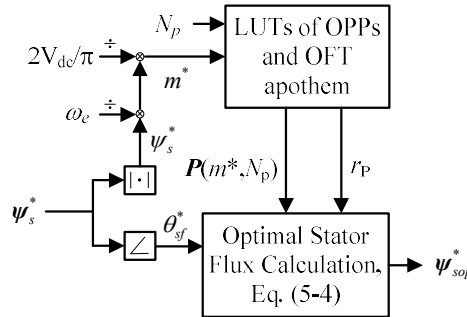 N_p
LUTs of OPPs
and OFT
apothem
÷
2V_dc/π
m*
÷
ω_e
ψ_s*
P(m*,N_p)
r_P
|·|
ψ_s*
θ_sf*
∠
Optimal Stator
Flux Calculation,
Eq. (5-4)
ψ_sop*